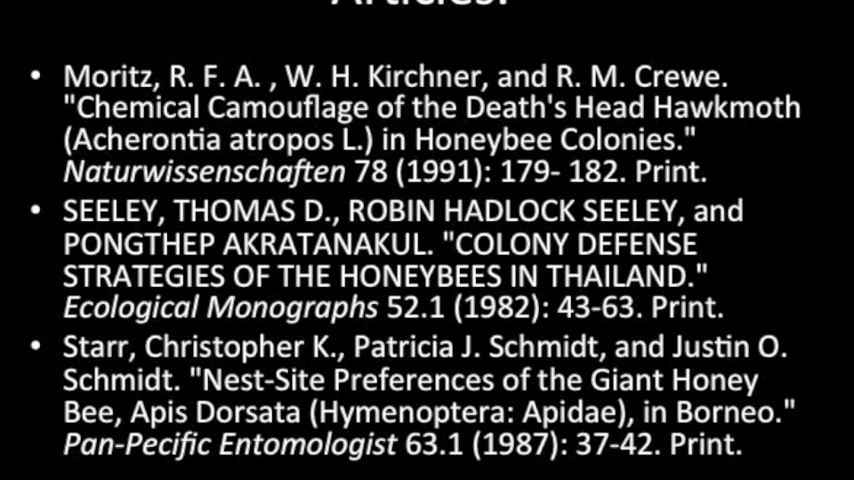 Articles:
• Moritz, R. F. A. , W. H. Kirchner, and R. M. Crewe.
"Chemical Camouflage of the Death's Head Hawkmoth
(Acherontia atropos L.) in Honeybee Colonies."
Naturwissenschaften 78 (1991): 179- 182. Print.
• SEELEY, THOMAS D., ROBIN HADLOCK SEELEY, and
PONGTHEP AKRATANAKUL. "COLONY DEFENSE
STRATEGIES OF THE HONEYBEES IN THAILAND."
Ecological Monographs 52.1 (1982): 43-63. Print.
• Starr, Christopher K., Patricia J. Schmidt, and Justin O.
Schmidt. "Nest-Site Preferences of the Giant Honey
Bee, Apis Dorsata (Hymenoptera: Apidae), in Borneo."
Pan-Pecific Entomologist 63.1 (1987): 37-42. Print.